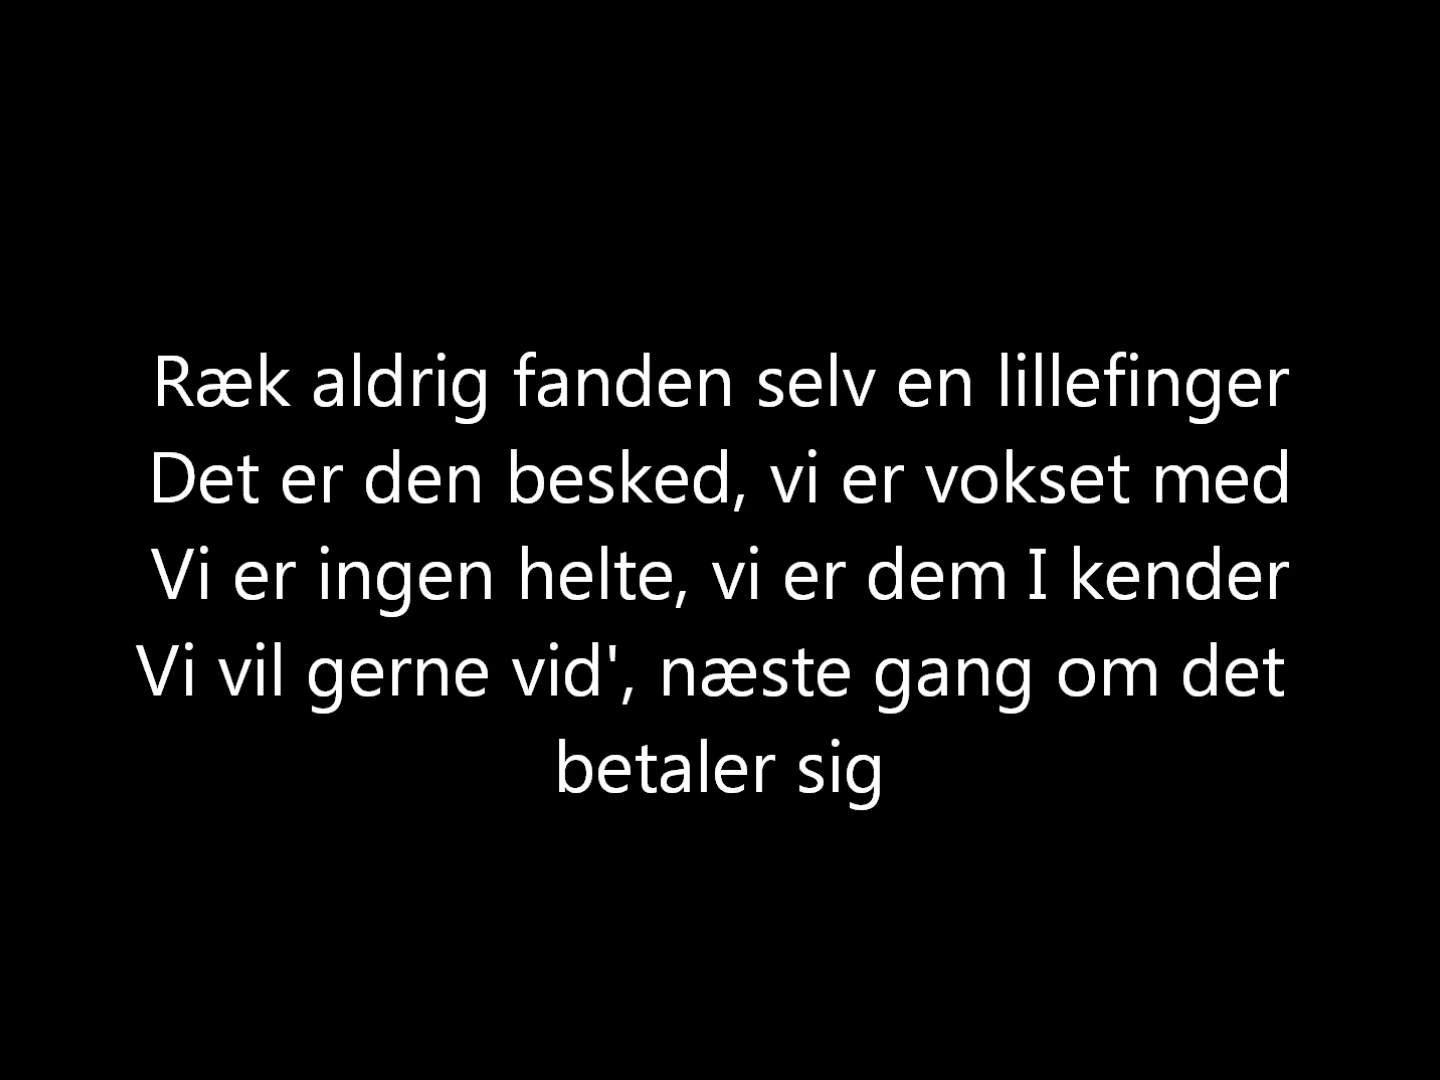 Ræk aldrig fanden selv en lillefinger
Det er den besked, vi er vokset med
Vi er ingen helte, vi er dem I kender
Vi vil gerne vid', næste gang om det
betaler sig